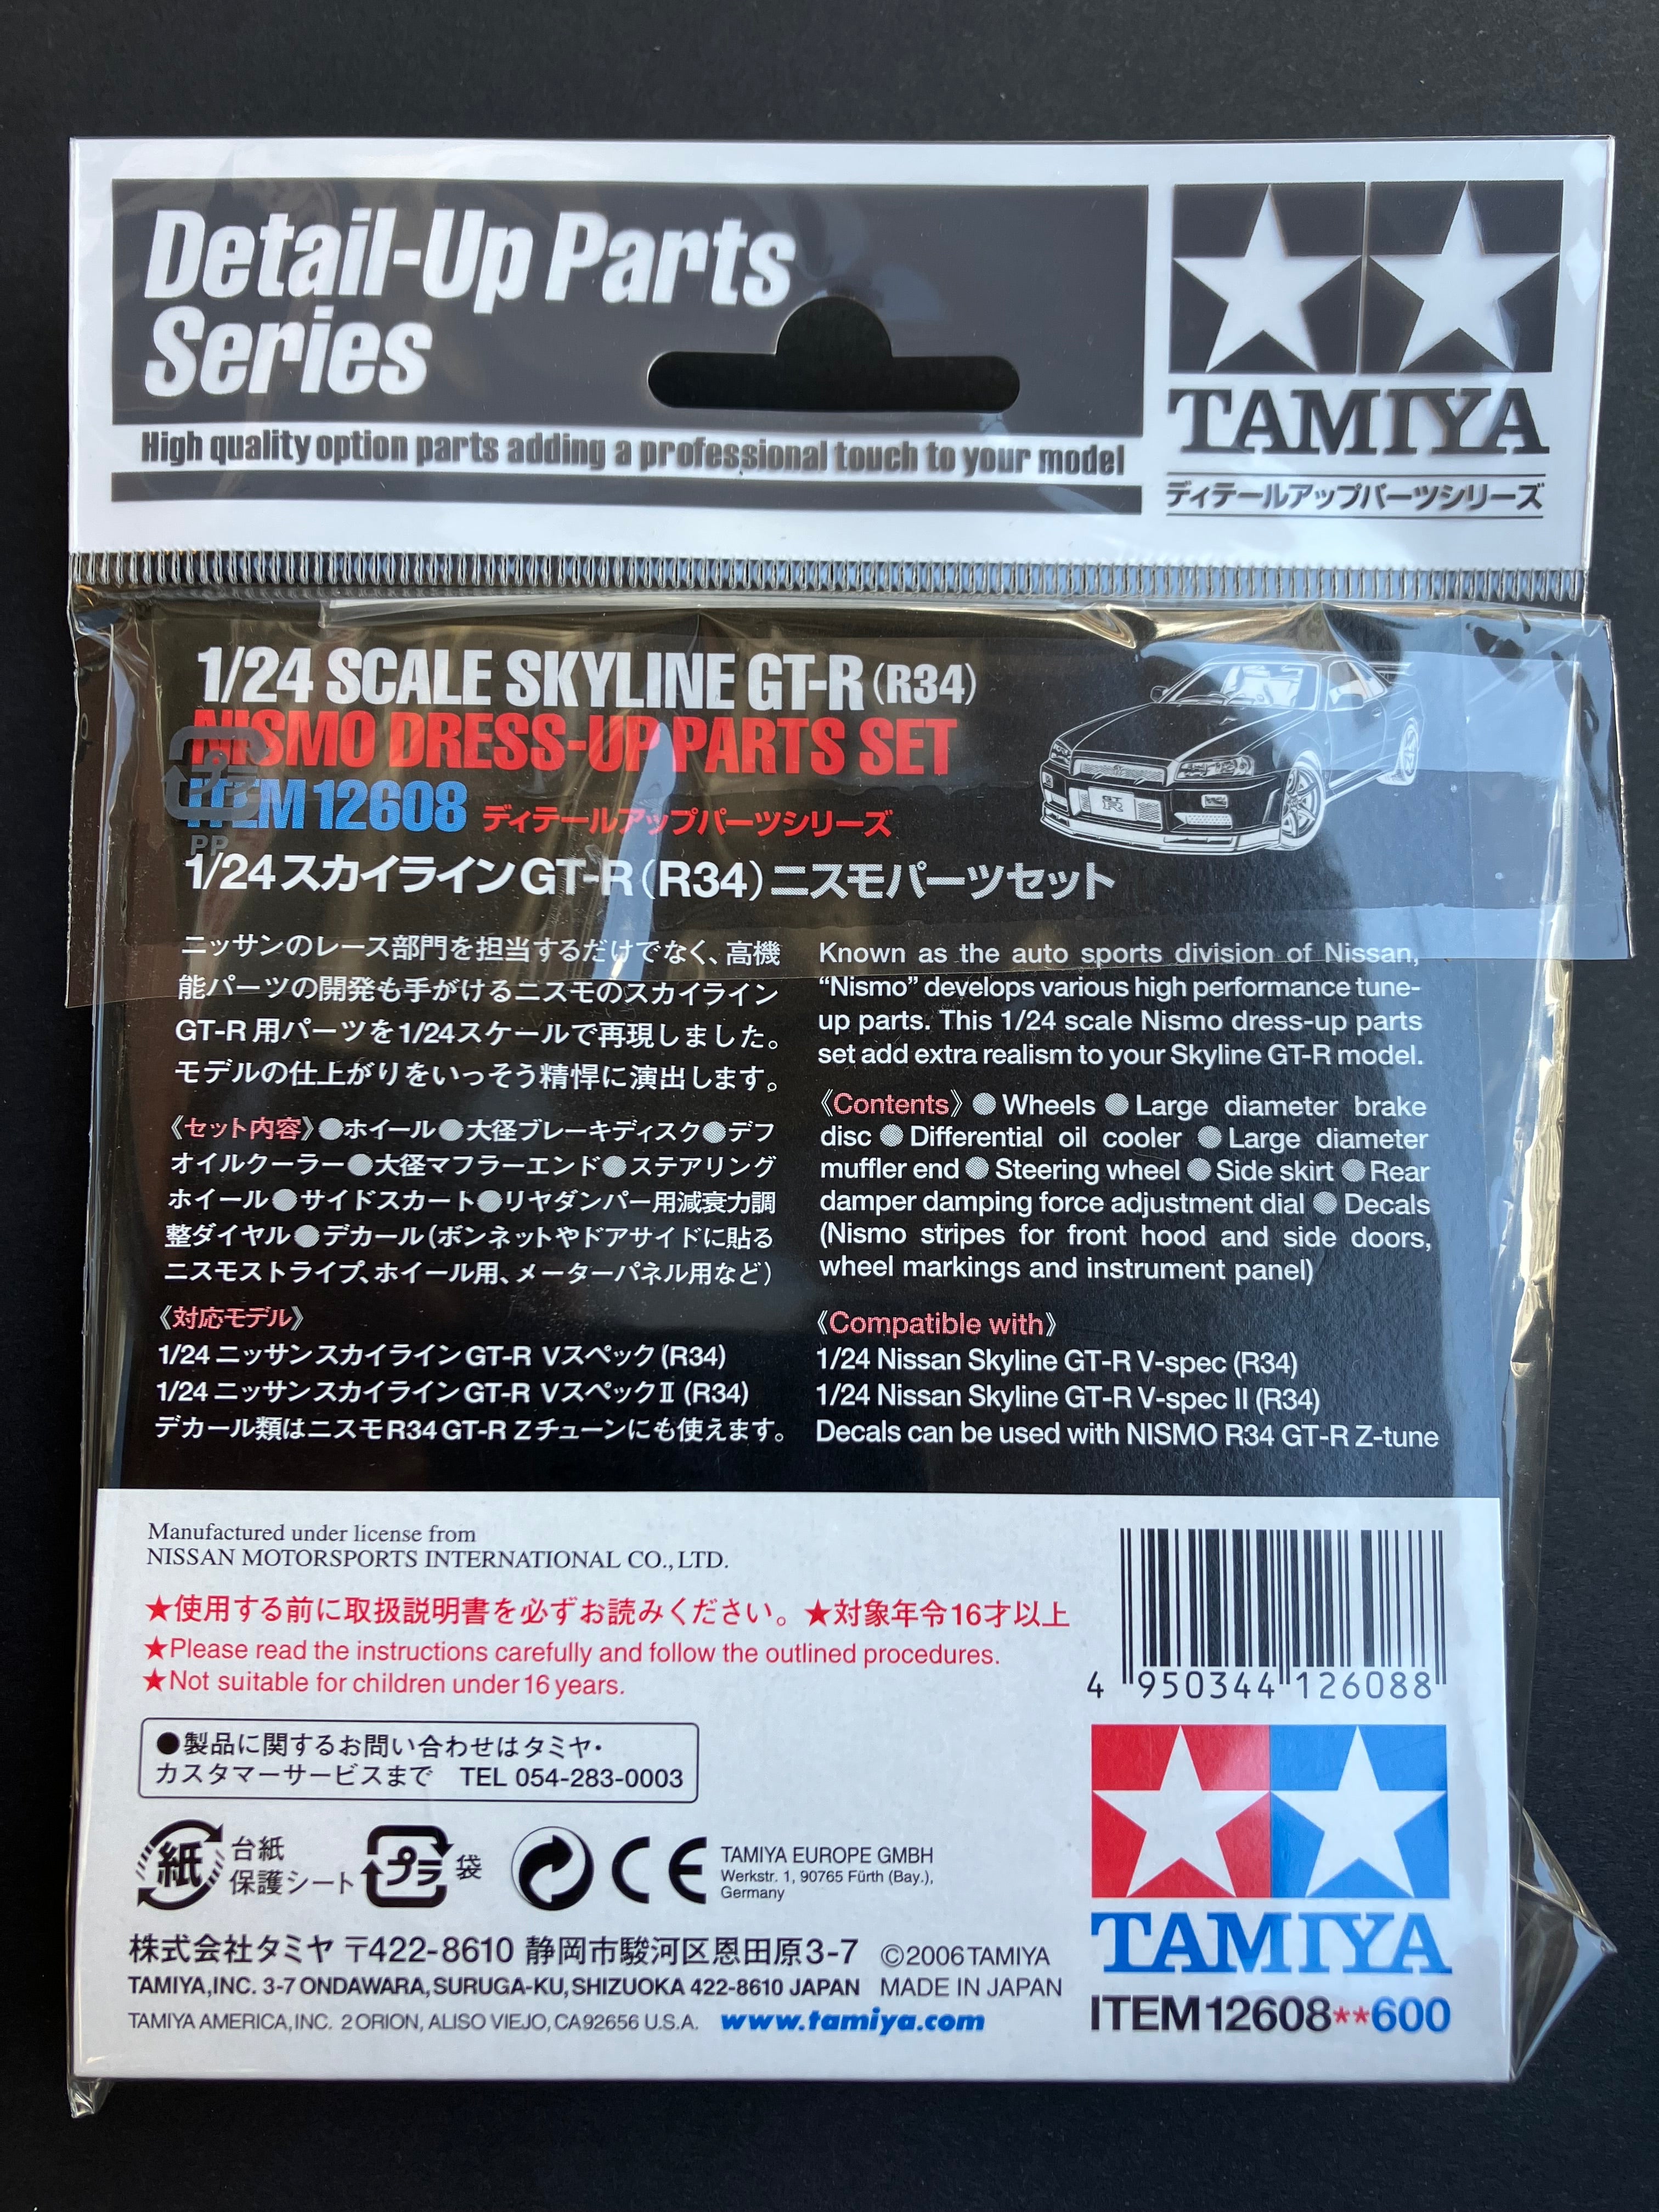 Detail-Up Parts
Series
High quality option parts adding a professional touch to your model
TAMIYA
ディテールアップパーツシリーズ
1/24 SCALE SKYLINE GT-R (R34)
NISMO DRESS-UP PARTS SET
ITEM 12608 ディテールアップパーツシリーズ
プラ
PP
1/24スカイラインGT-R(R34)ニスモパーツセット
GT-R
ニッサンのレース部門を担当するだけでなく、高機
能パーツの開発も手がけるニスモのスカイライン
GT-R用パーツを1/24スケールで再現しました。
モデルの仕上がりをいっそう精悍に演出します。
《セット内容》●ホイール●大径ブレーキディスク●デフ
オイルクーラー●大径マフラーエンド●ステアリング
ホイール●サイドスカート●リヤダンパー用減衰力調
整ダイヤル●デカール(ボンネットやドアサイドに貼る
ニスモストライプ、ホイール用、メーターパネル用など)
《対応モデル》
1/24 ニッサンスカイラインGT-R Vスペック(R34)
1/24 ニッサンスカイラインGT-R VスペックⅡ(R34)
デカール類はニスモR34 GT-R Zチューンにも使えます。
Known as the auto sports division of Nissan,
“Nismo” develops various high performance tune-
up parts. This 1/24 scale Nismo dress-up parts
set add extra realism to your Skyline GT-R model.
《Contents》●Wheels ●Large diameter brake
disc ●Differential oil cooler ●Large diameter
muffler end ●Steering wheel ●Side skirt ●Rear
damper damping force adjustment dial ●Decals
(Nismo stripes for front hood and side doors,
wheel markings and instrument panel)
《Compatible with》
1/24 Nissan Skyline GT-R V-spec (R34)
1/24 Nissan Skyline GT-R V-spec II (R34)
Decals can be used with NISMO R34 GT-R Z-tune
Manufactured under license from
NISSAN MOTORSPORTS INTERNATIONAL CO., LTD.
★使用する前に取扱説明書を必ずお読みください。★対象年令16才以上
★Please read the instructions carefully and follow the outlined procedures.
★Not suitable for children under 16 years.
4 950344 126088
●製品に関するお問い合わせはタミヤ・
カスタマーサービスまで TEL 054-283-0003
紙 台紙
保護シート
プラ 袋
CE
TAMIYA EUROPE GMBH
Werkstr. 1, 90765 Fürth (Bay.),
Germany
株式会社タミヤ 〒422-8610 静岡市駿河区恩田原3-7 ©2006 TAMIYA
TAMIYA, INC. 3-7 ONDAWARA, SURUGA-KU, SHIZUOKA 422-8610 JAPAN MADE IN JAPAN
TAMIYA AMERICA, INC. 2 ORION, ALISO VIEJO, CA 92656 U.S.A. www.tamiya.com
TAMIYA
ITEM 12608**600